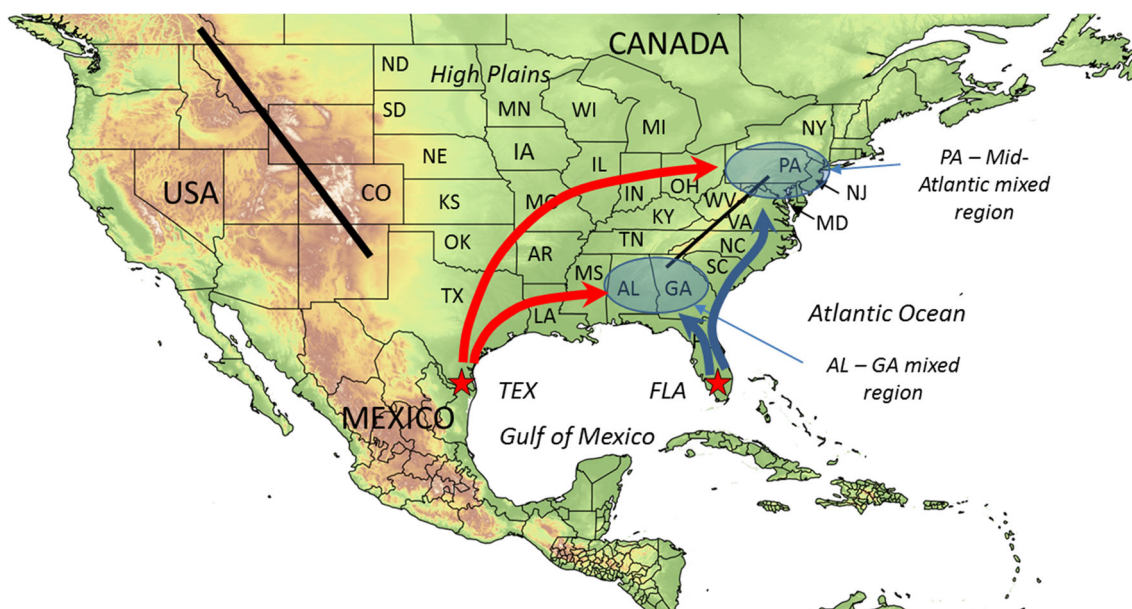 CANADA
ND
High Plains
SD
MN
WI
MI
NY
NE
IA
IL
IN
OH
PA
PA – Mid-
Atlantic mixed
region
USA
CO
KS
MO
KY
WV
VA
NJ
MD
OK
AR
TN
NC
SC
TX
MS
AL
GA
LA
Atlantic Ocean
AL – GA mixed
region
TEX
FLA
MEXICO
Gulf of Mexico